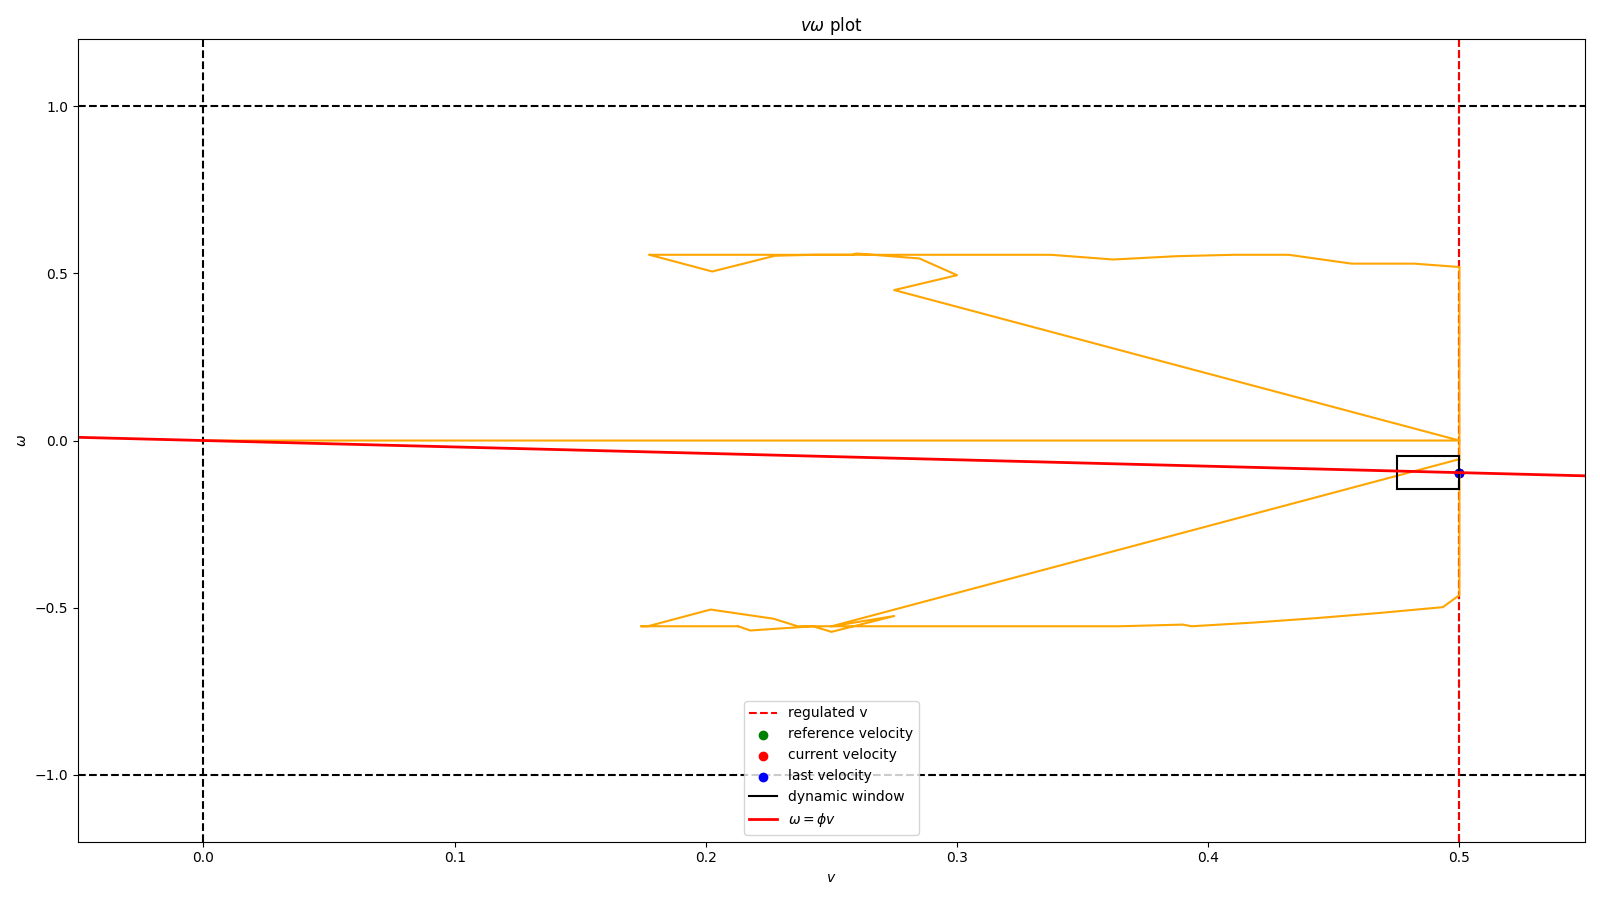 vω plot
1.0
0.5
0.0
−0.5
−1.0
ω
0.0 0.1 0.2 0.3 0.4 0.5
v
regulated v
reference velocity
current velocity
last velocity
dynamic window
ω = ϕv